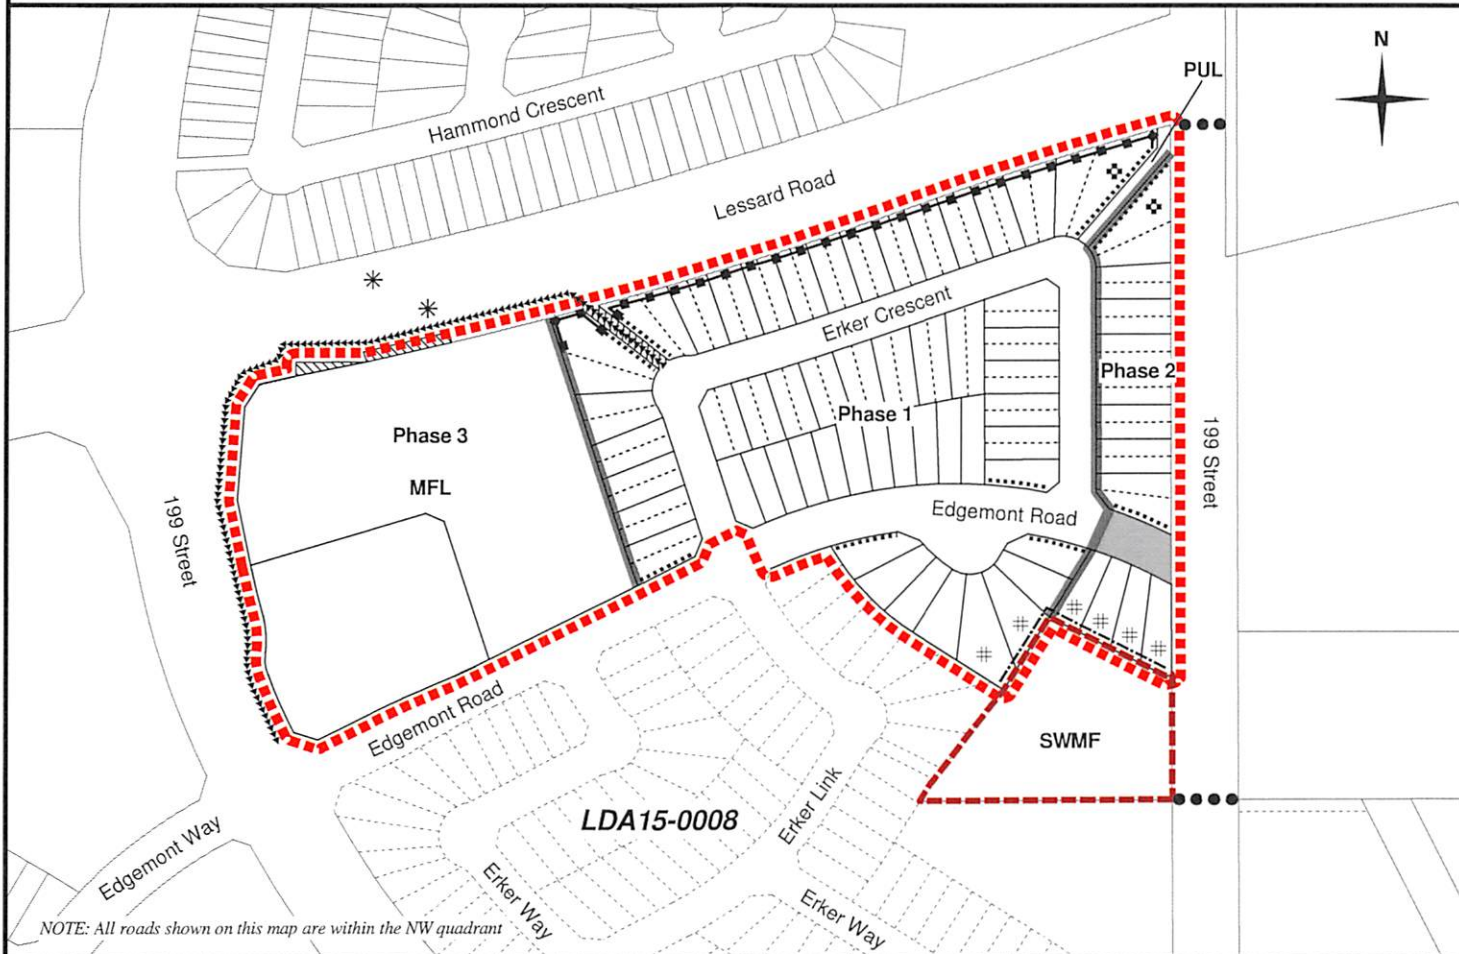 N
PUL
Hammond Crescent
Lessard Road
Erker Crescent
Phase 2
Phase 1
Phase 3
MFL
199 Street
199 Street
Edgemont Road
Edgemont Road
SWMF
Erker Link
LDA15-0008
Edgemont Way
Erker Way
Erker Way
NOTE: All roads shown on this map are within the NW quadrant